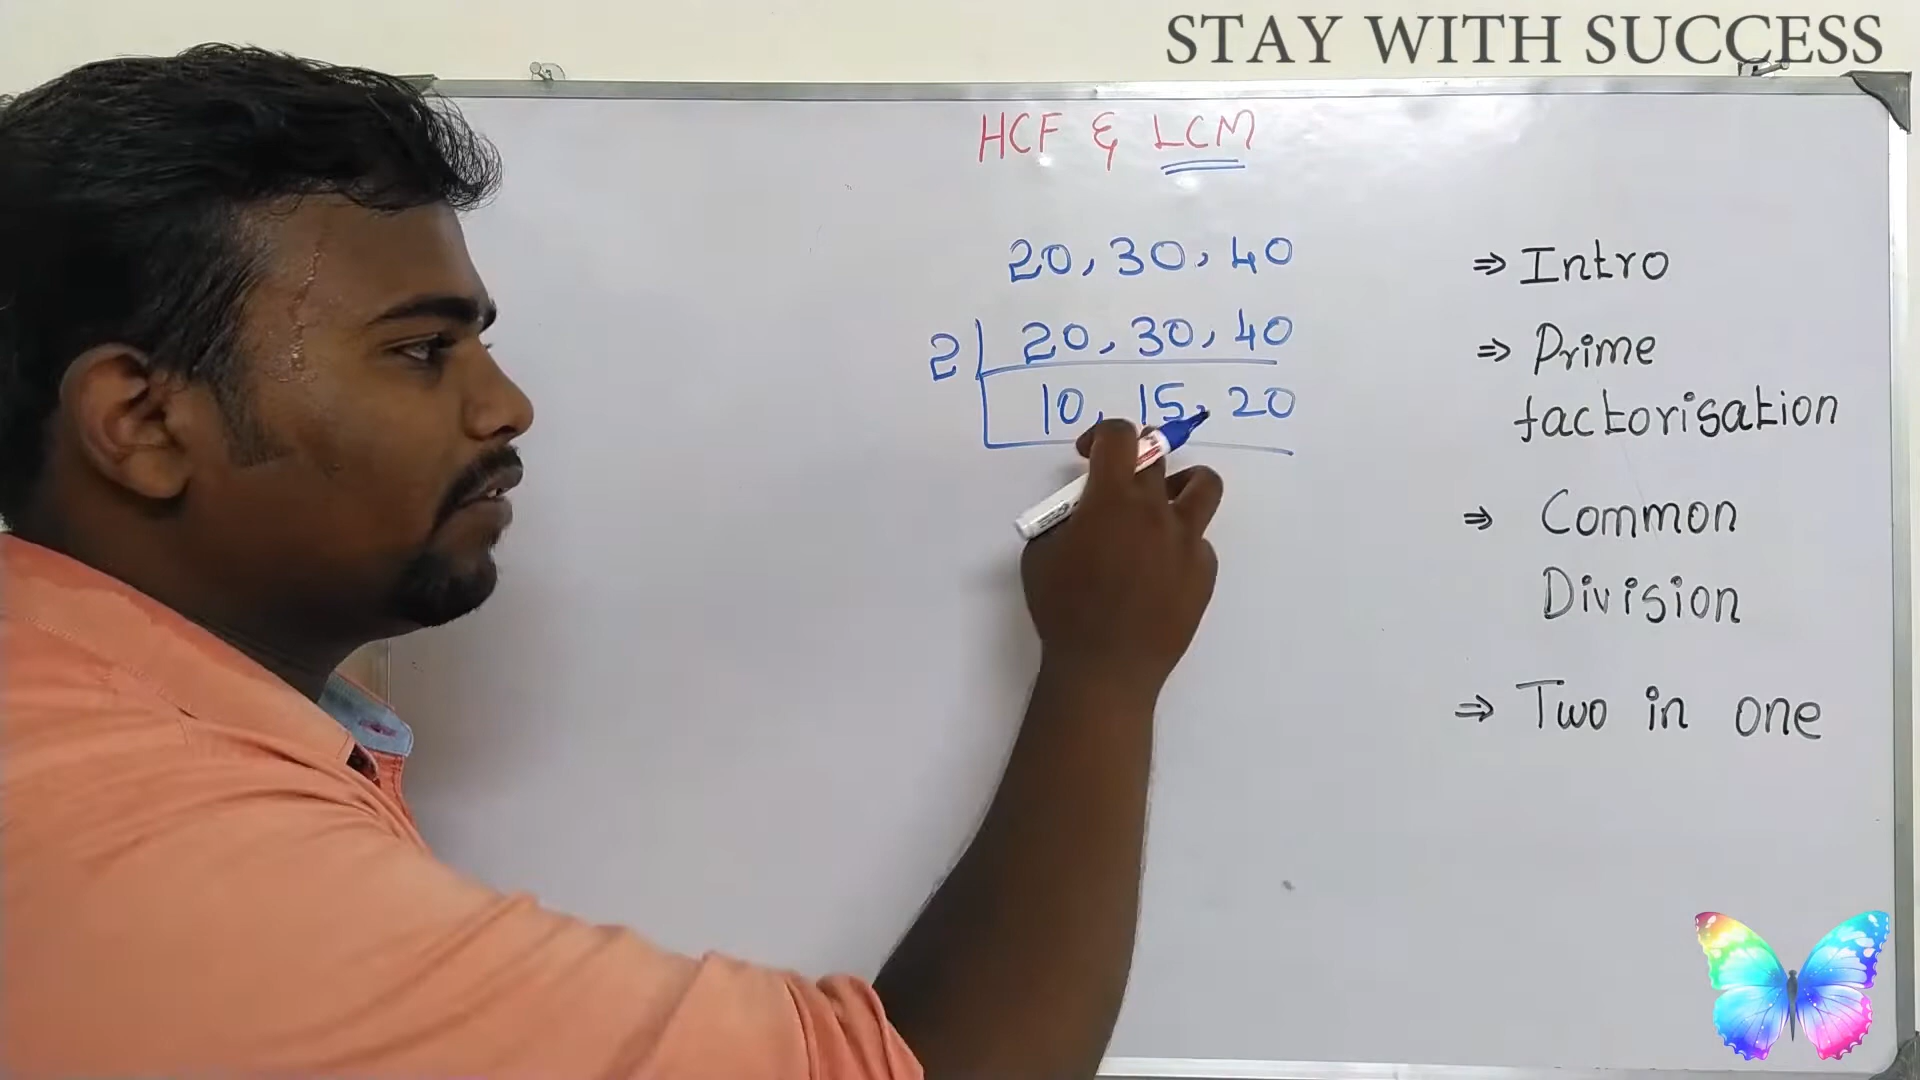 STAY WITH SUCCESS
HCF & LCM
20, 30, 40
2 20, 30, 40
10, 15, 20
⇒ Intro
⇒ Prime
factorisation
⇒ Common
Division
⇒ Two in one